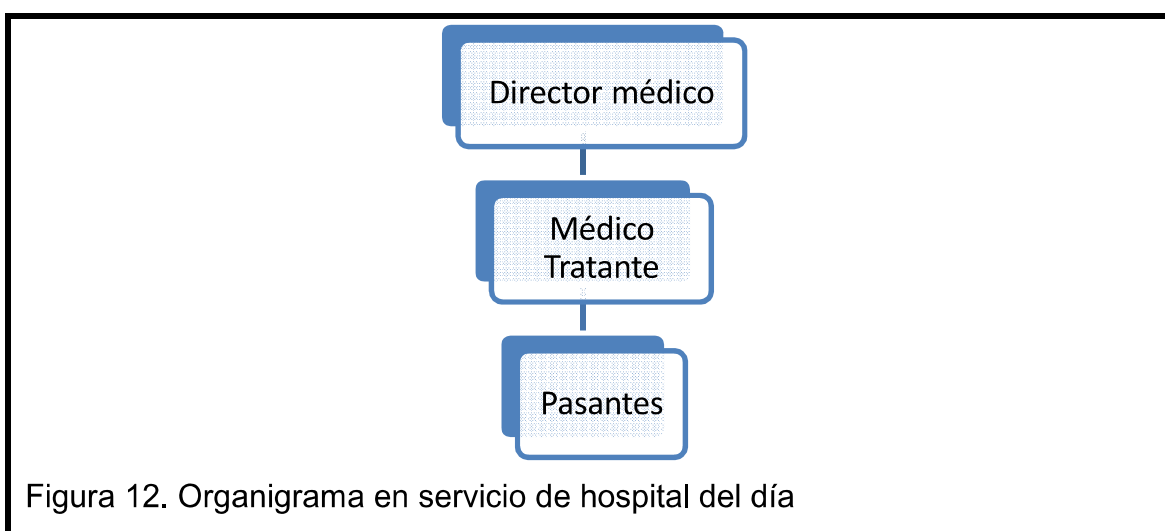 Director médico
Médico
Tratante
Pasantes
Figura 12. Organigrama en servicio de hospital del día